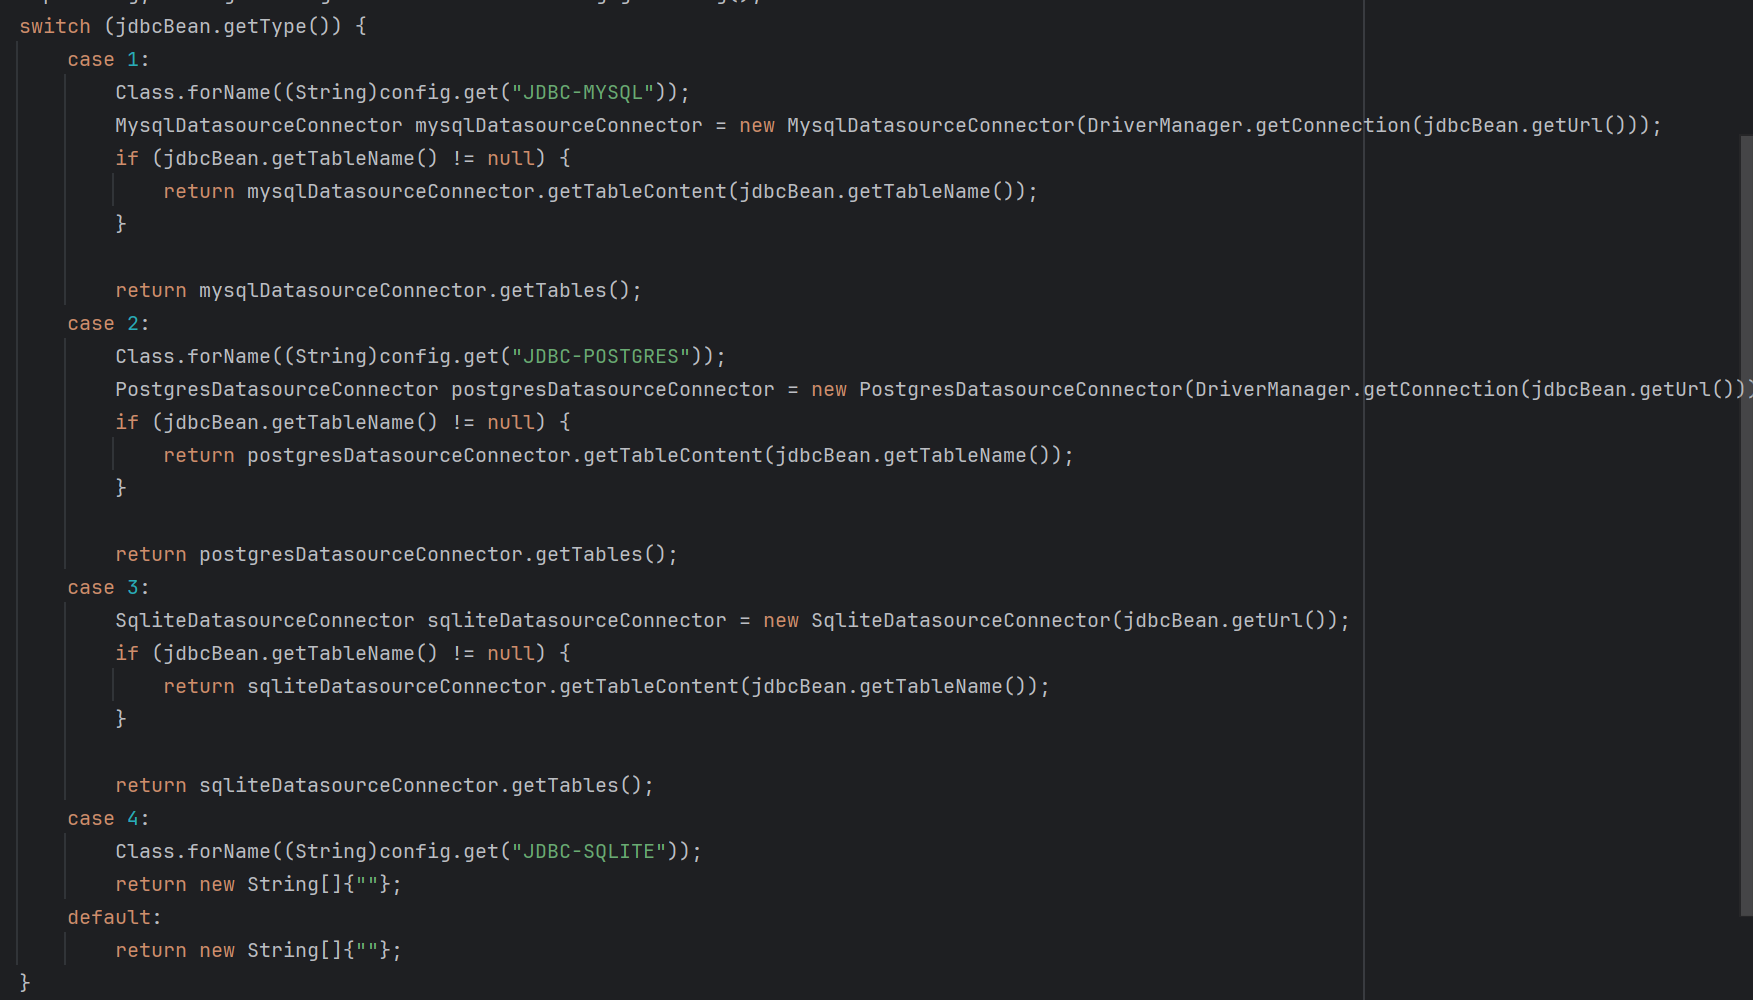 switch (jdbcBean.getType()) {
case 1:
Class.forName((String)config.get("JDBC-MYSQL"));
MysqlDatasourceConnector mysqlDatasourceConnector = new MysqlDatasourceConnector(DriverManager.getConnection(jdbcBean.getUrl()));
if (jdbcBean.getTableName() != null) {
return mysqlDatasourceConnector.getTableContent(jdbcBean.getTableName());
}
return mysqlDatasourceConnector.getTables();
case 2:
Class.forName((String)config.get("JDBC-POSTGRES"));
PostgresDatasourceConnector postgresDatasourceConnector = new PostgresDatasourceConnector(DriverManager.getConnection(jdbcBean.getUrl()))
if (jdbcBean.getTableName() != null) {
return postgresDatasourceConnector.getTableContent(jdbcBean.getTableName());
}
return postgresDatasourceConnector.getTables();
case 3:
SqliteDatasourceConnector sqliteDatasourceConnector = new SqliteDatasourceConnector(jdbcBean.getUrl());
if (jdbcBean.getTableName() != null) {
return sqliteDatasourceConnector.getTableContent(jdbcBean.getTableName());
}
return sqliteDatasourceConnector.getTables();
case 4:
Class.forName((String)config.get("JDBC-SQLITE"));
return new String[]{""};
default:
return new String[]{""};
}